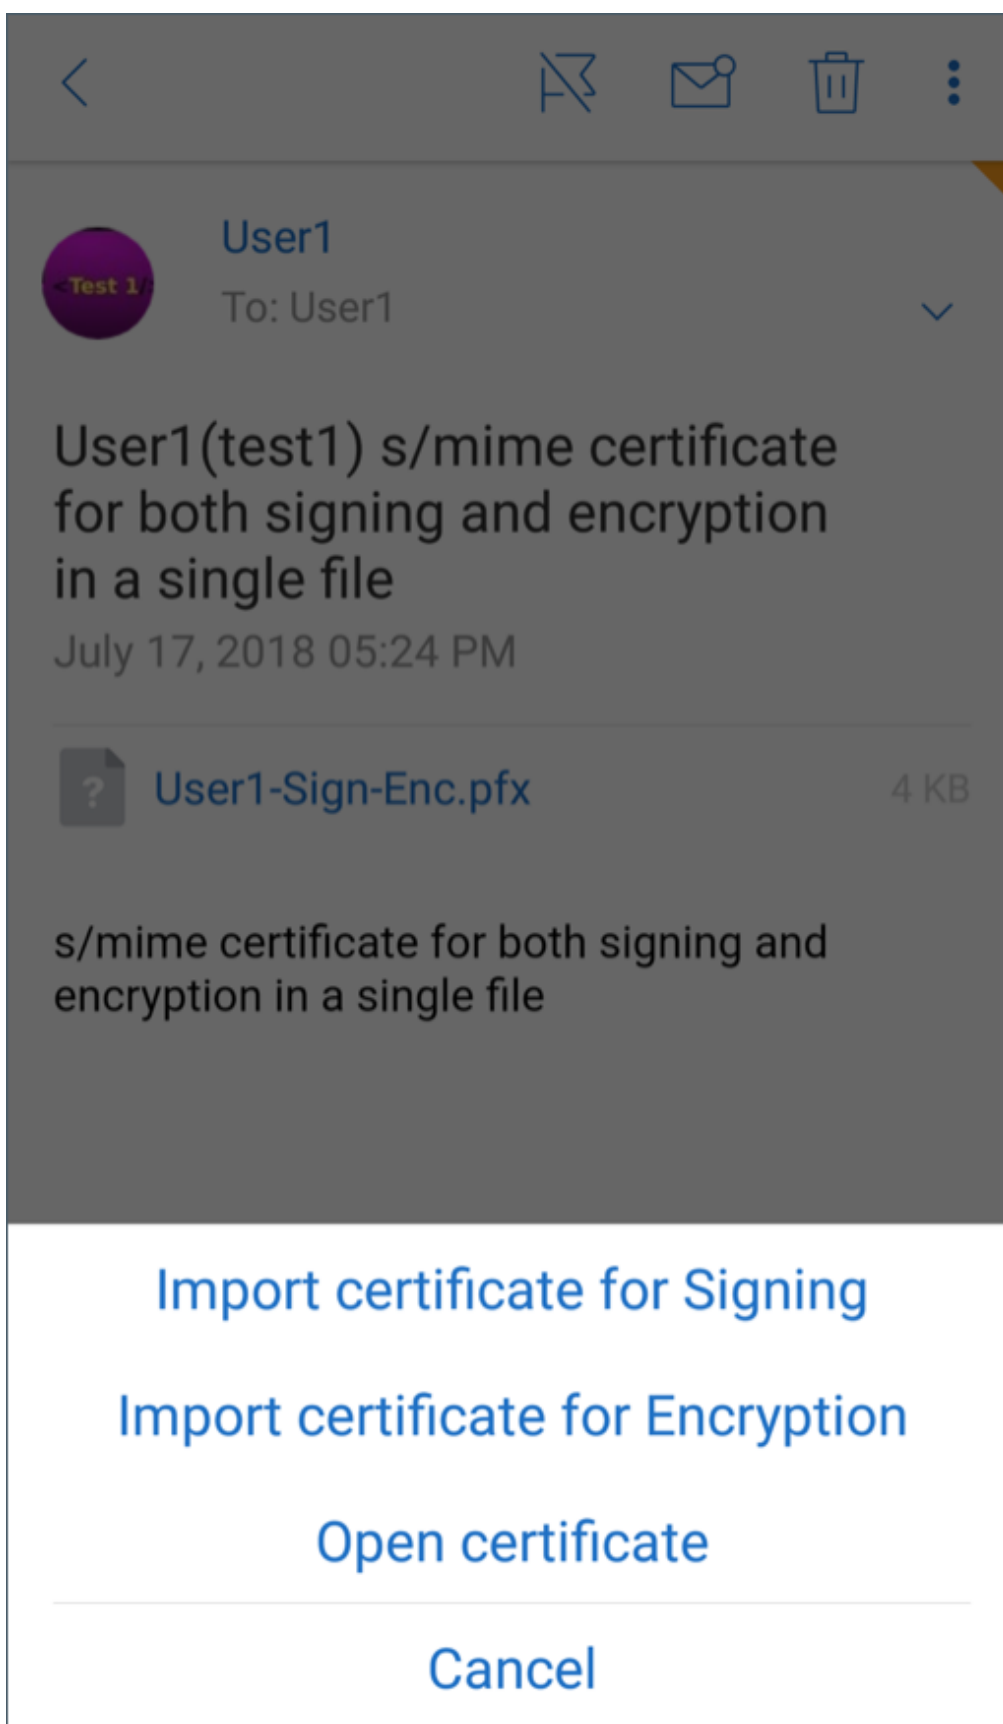 User1
<Test 1/>
To: User1
User1(test1) s/mime certificate
for both signing and encryption
in a single file
July 17, 2018 05:24 PM
?
User1-Sign-Enc.pfx
4 KB
s/mime certificate for both signing and
encryption in a single file
Import certificate for Signing
Import certificate for Encryption
Open certificate
Cancel